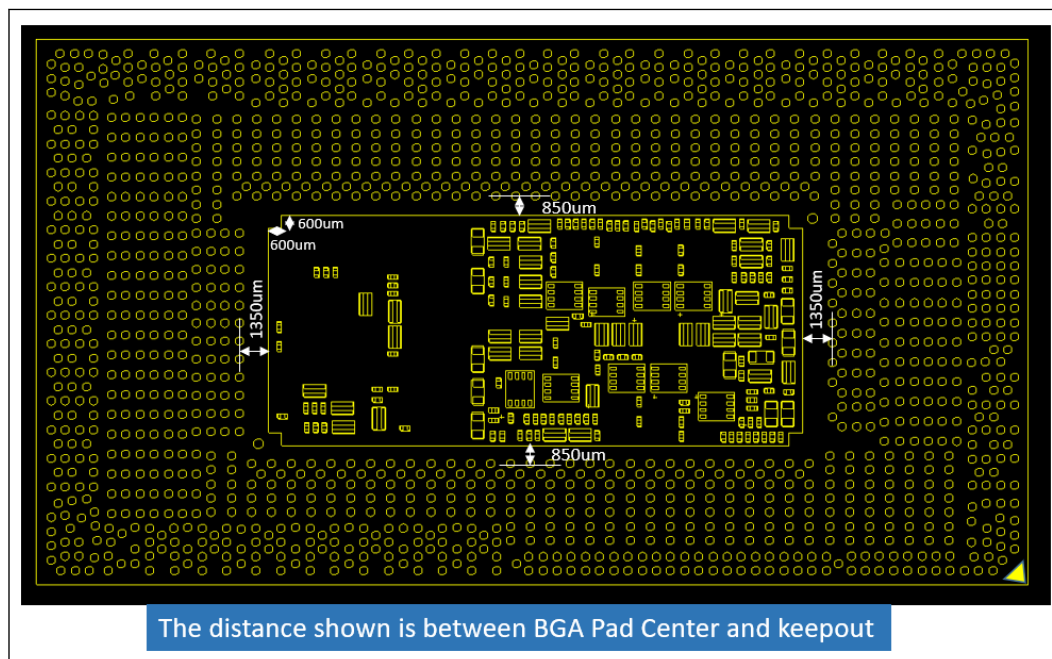 850um
600um
600um
1350um
1350um
850um
The distance shown is between BGA Pad Center and keepout